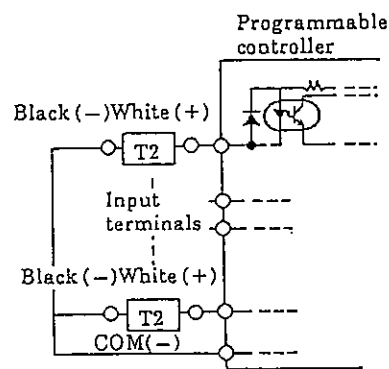 Programmable
controller
Black(−)White(+)
T2
Input
terminals
Black(−)White(+)
T2
COM(−)